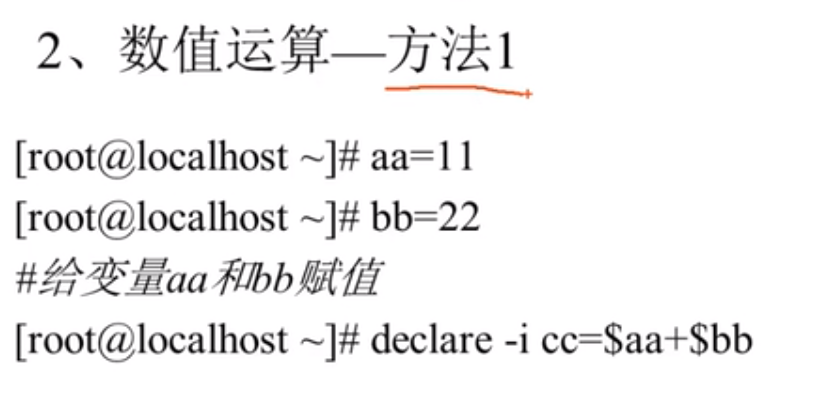 2、数值运算—方法1
[root@localhost ~]# aa=11
[root@localhost ~]# bb=22
#给变量aa和bb赋值
[root@localhost ~]# declare -i cc=$aa+$bb